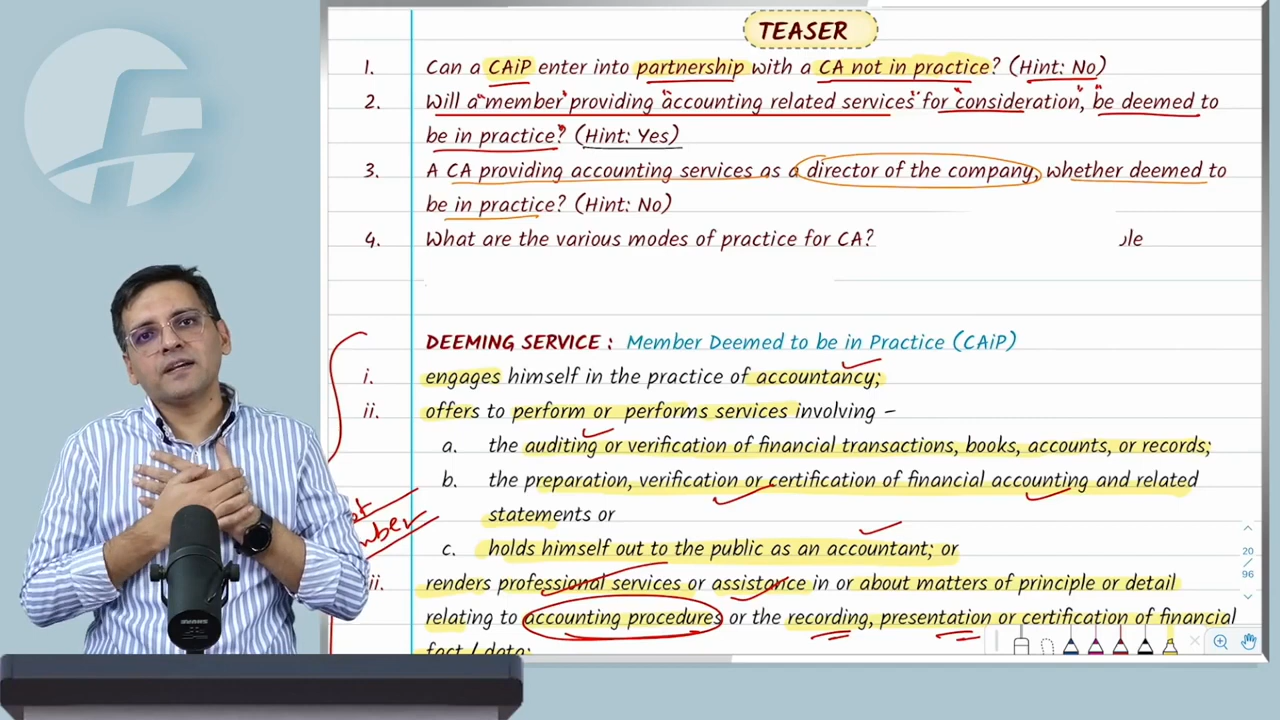 TEASER
1. Can a CAiP enter into partnership with a CA not in practice? (Hint: No)
2. Will a "member" providing "accounting related services" for "consideration", "be deemed to
be in practice"? (Hint: Yes)
3. A CA providing accounting services as a director of the company, whether deemed to
be in practice? (Hint: No)
4. What are the various modes of practice for CA?
DEEMING SERVICE : Member Deemed to be in Practice (CAiP)
i. engages himself in the practice of accountancy;
ii. offers to perform or performs services involving –
a. the auditing or verification of financial transactions, books, accounts, or records;
b. the preparation, verification or certification of financial accounting and related
statements or
c. holds himself out to the public as an accountant; or
renders professional services or assistance in or about matters of principle or detail
relating to accounting procedures or the recording, presentation or certification of financial
fact / data;
20
/
96